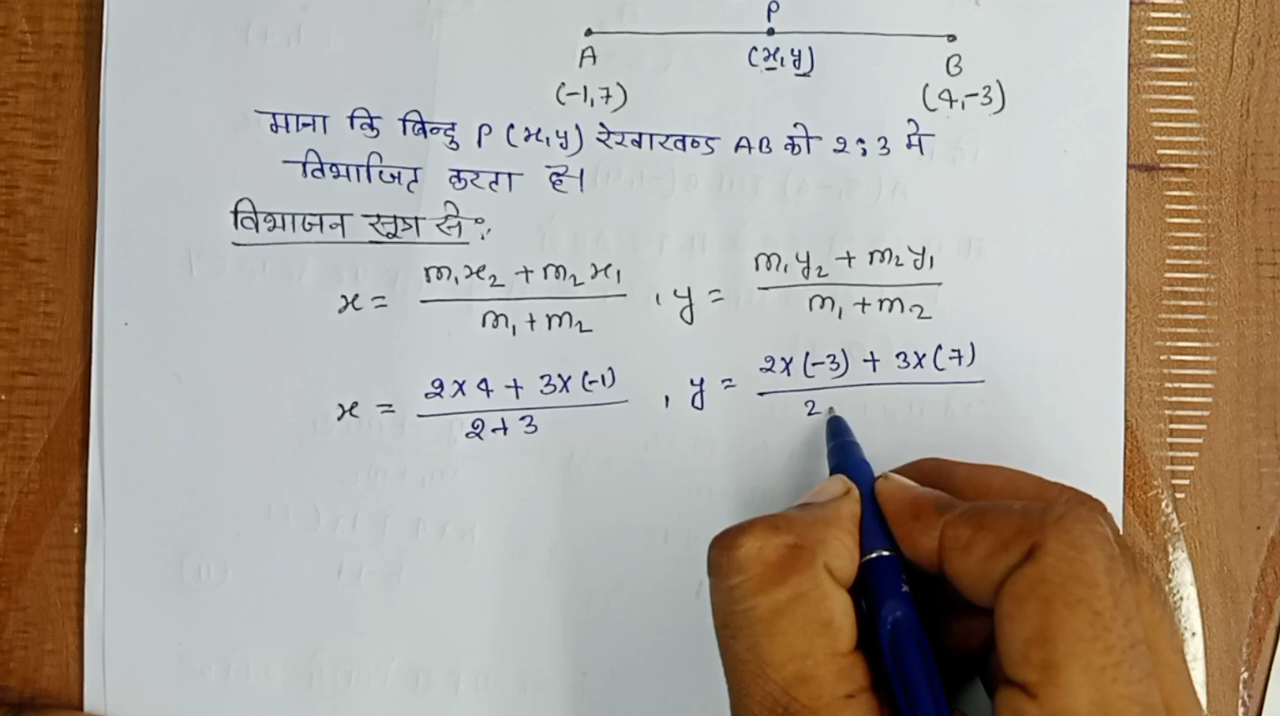 P
A (x,y) B
(-1,7) (4,-3)
माना कि बिन्दु P (x,y) रेखाखण्ड AB को 2:3 मे
विभाजित करता है।
विभाजन सूत्र से:
x = (m₁x₂ + m₂x₁) / (m₁ + m₂) , y = (m₁y₂ + m₂y₁) / (m₁ + m₂)
x = (2×4 + 3×(-1)) / (2+3) , y = (2×(-3) + 3×(7)) / 2